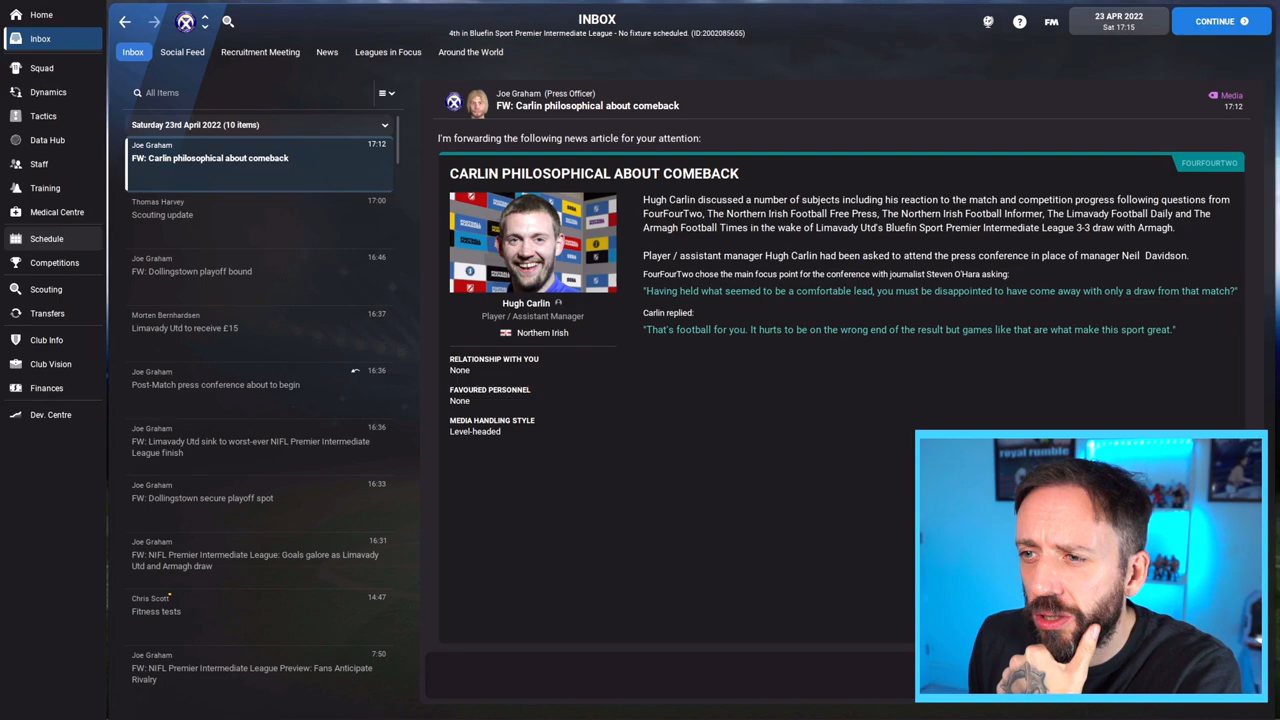 Home
Inbox
Squad
Dynamics
Tactics
Data Hub
Staff
Training
Medical Centre
Schedule
Competitions
Scouting
Transfers
Club Info
Club Vision
Finances
Dev. Centre
INBOX
4th in Bluefin Sport Premier Intermediate League - No fixture scheduled. (ID:2002085655)
FM
23 APR 2022
Sat 17:15
CONTINUE
Inbox
Social Feed
Recruitment Meeting
News
Leagues in Focus
Around the World
All Items
Saturday 23rd April 2022 (10 items)
Joe Graham 17:12
FW: Carlin philosophical about comeback
Thomas Harvey 17:00
Scouting update
Joe Graham 16:46
FW: Dollingstown playoff bound
Morten Bernhardsen 16:37
Limavady Utd to receive £15
Joe Graham 16:36
Post-Match press conference about to begin
Joe Graham 16:36
FW: Limavady Utd sink to worst-ever NIFL Premier Intermediate
League finish
Joe Graham 16:33
FW: Dollingstown secure playoff spot
Joe Graham 16:31
FW: NIFL Premier Intermediate League: Goals galore as Limavady
Utd and Armagh draw
Chris Scott 14:47
Fitness tests
Joe Graham 7:50
FW: NIFL Premier Intermediate League Preview: Fans Anticipate
Rivalry
Joe Graham (Press Officer)
FW: Carlin philosophical about comeback
Media
17:12
I'm forwarding the following news article for your attention:
FOURFOURTWO
CARLIN PHILOSOPHICAL ABOUT COMEBACK
Hugh Carlin
Player / Assistant Manager
Northern Irish
RELATIONSHIP WITH YOU
None
FAVOURED PERSONNEL
None
MEDIA HANDLING STYLE
Level-headed
Hugh Carlin discussed a number of subjects including his reaction to the match and competition progress following questions from
FourFourTwo, The Northern Irish Football Free Press, The Northern Irish Football Informer, The Limavady Football Daily and The
Armagh Football Times in the wake of Limavady Utd's Bluefin Sport Premier Intermediate League 3-3 draw with Armagh.
Player / assistant manager Hugh Carlin had been asked to attend the press conference in place of manager Neil Davidson.
FourFourTwo chose the main focus point for the conference with journalist Steven O'Hara asking:
"Having held what seemed to be a comfortable lead, you must be disappointed to have come away with only a draw from that match?"
Carlin replied:
"That's football for you. It hurts to be on the wrong end of the result but games like that are what make this sport great."
royal rumble